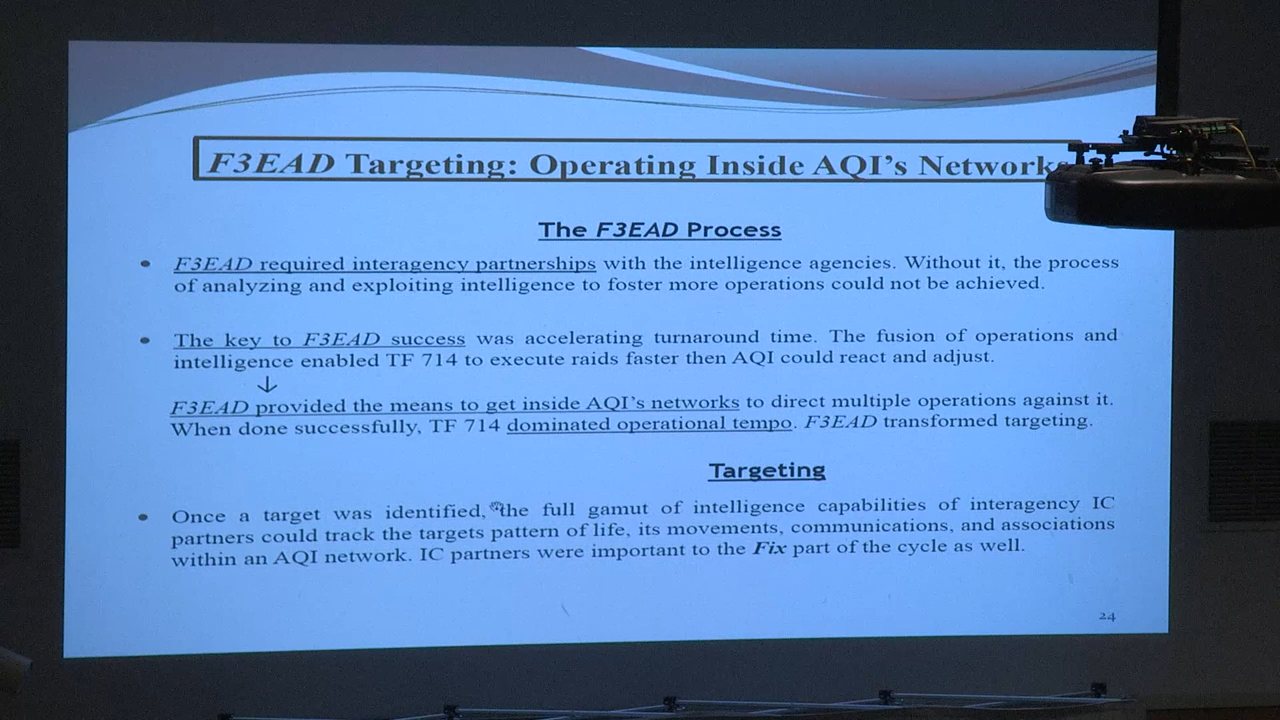 F3EAD Targeting: Operating Inside AQI's Networks
The F3EAD Process
• F3EAD required interagency partnerships with the intelligence agencies. Without it, the process
of analyzing and exploiting intelligence to foster more operations could not be achieved.
• The key to F3EAD success was accelerating turnaround time. The fusion of operations and
intelligence enabled TF 714 to execute raids faster then AQI could react and adjust.
↓
F3EAD provided the means to get inside AQI's networks to direct multiple operations against it.
When done successfully, TF 714 dominated operational tempo. F3EAD transformed targeting.
Targeting
• Once a target was identified, the full gamut of intelligence capabilities of interagency IC
partners could track the targets pattern of life, its movements, communications, and associations
within an AQI network. IC partners were important to the Fix part of the cycle as well.
24